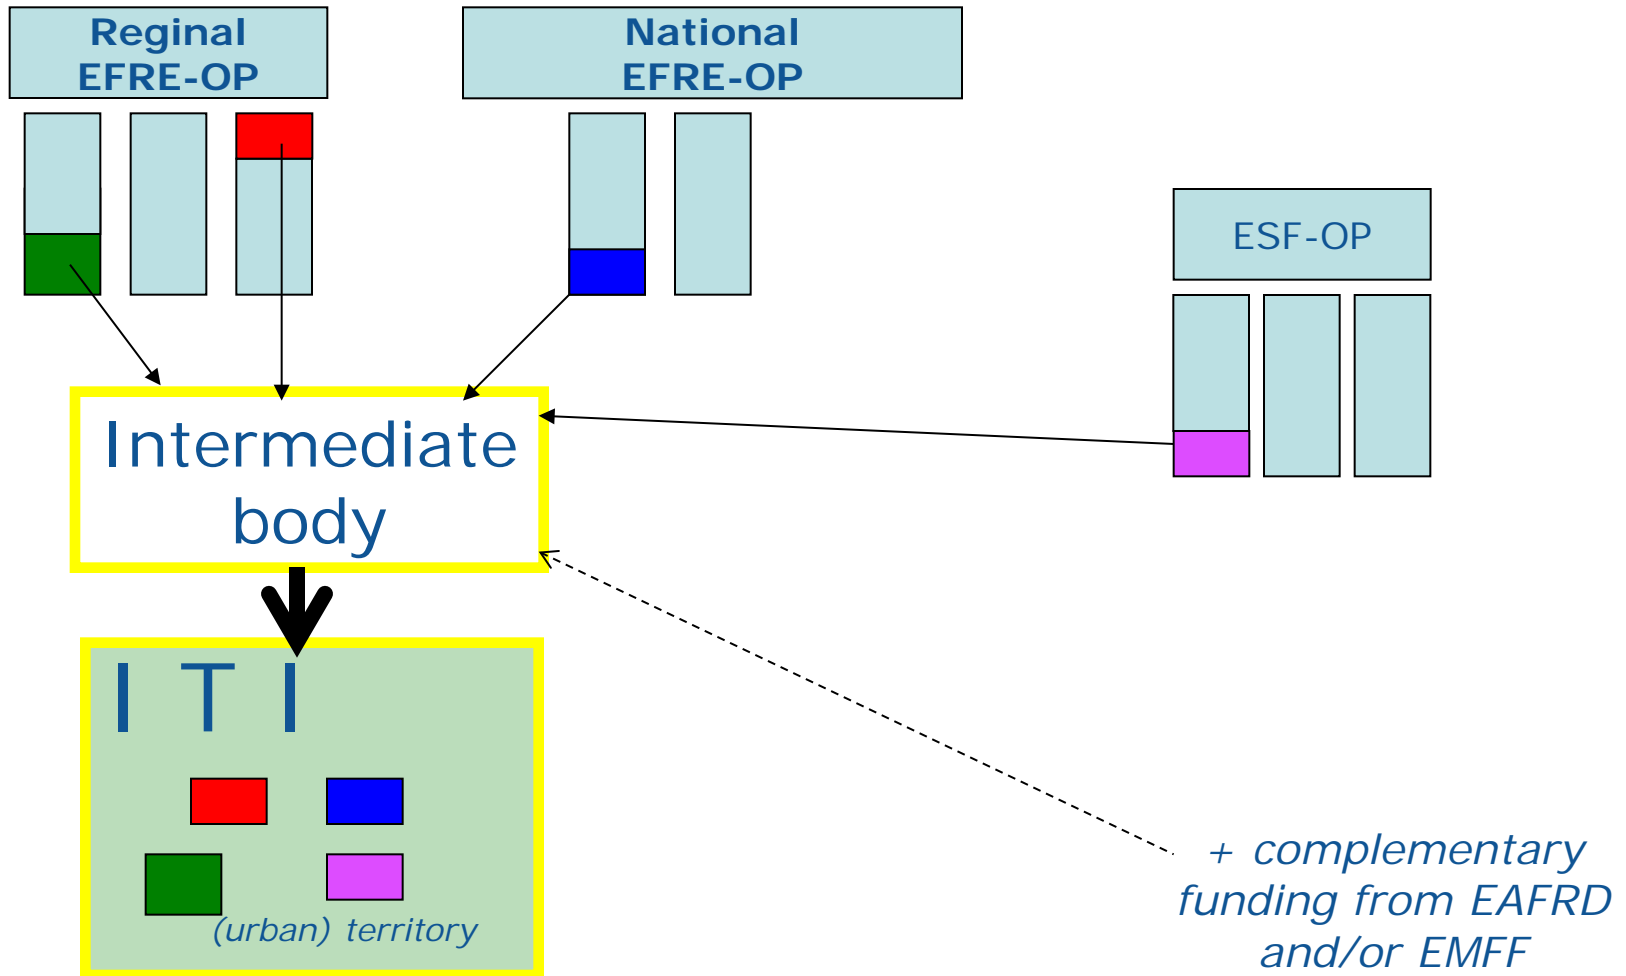 Reginal
EFRE-OP
National
EFRE-OP
ESF-OP
Intermediate
body
I T I
(urban) territory
+ complementary
funding from EAFRD
and/or EMFF